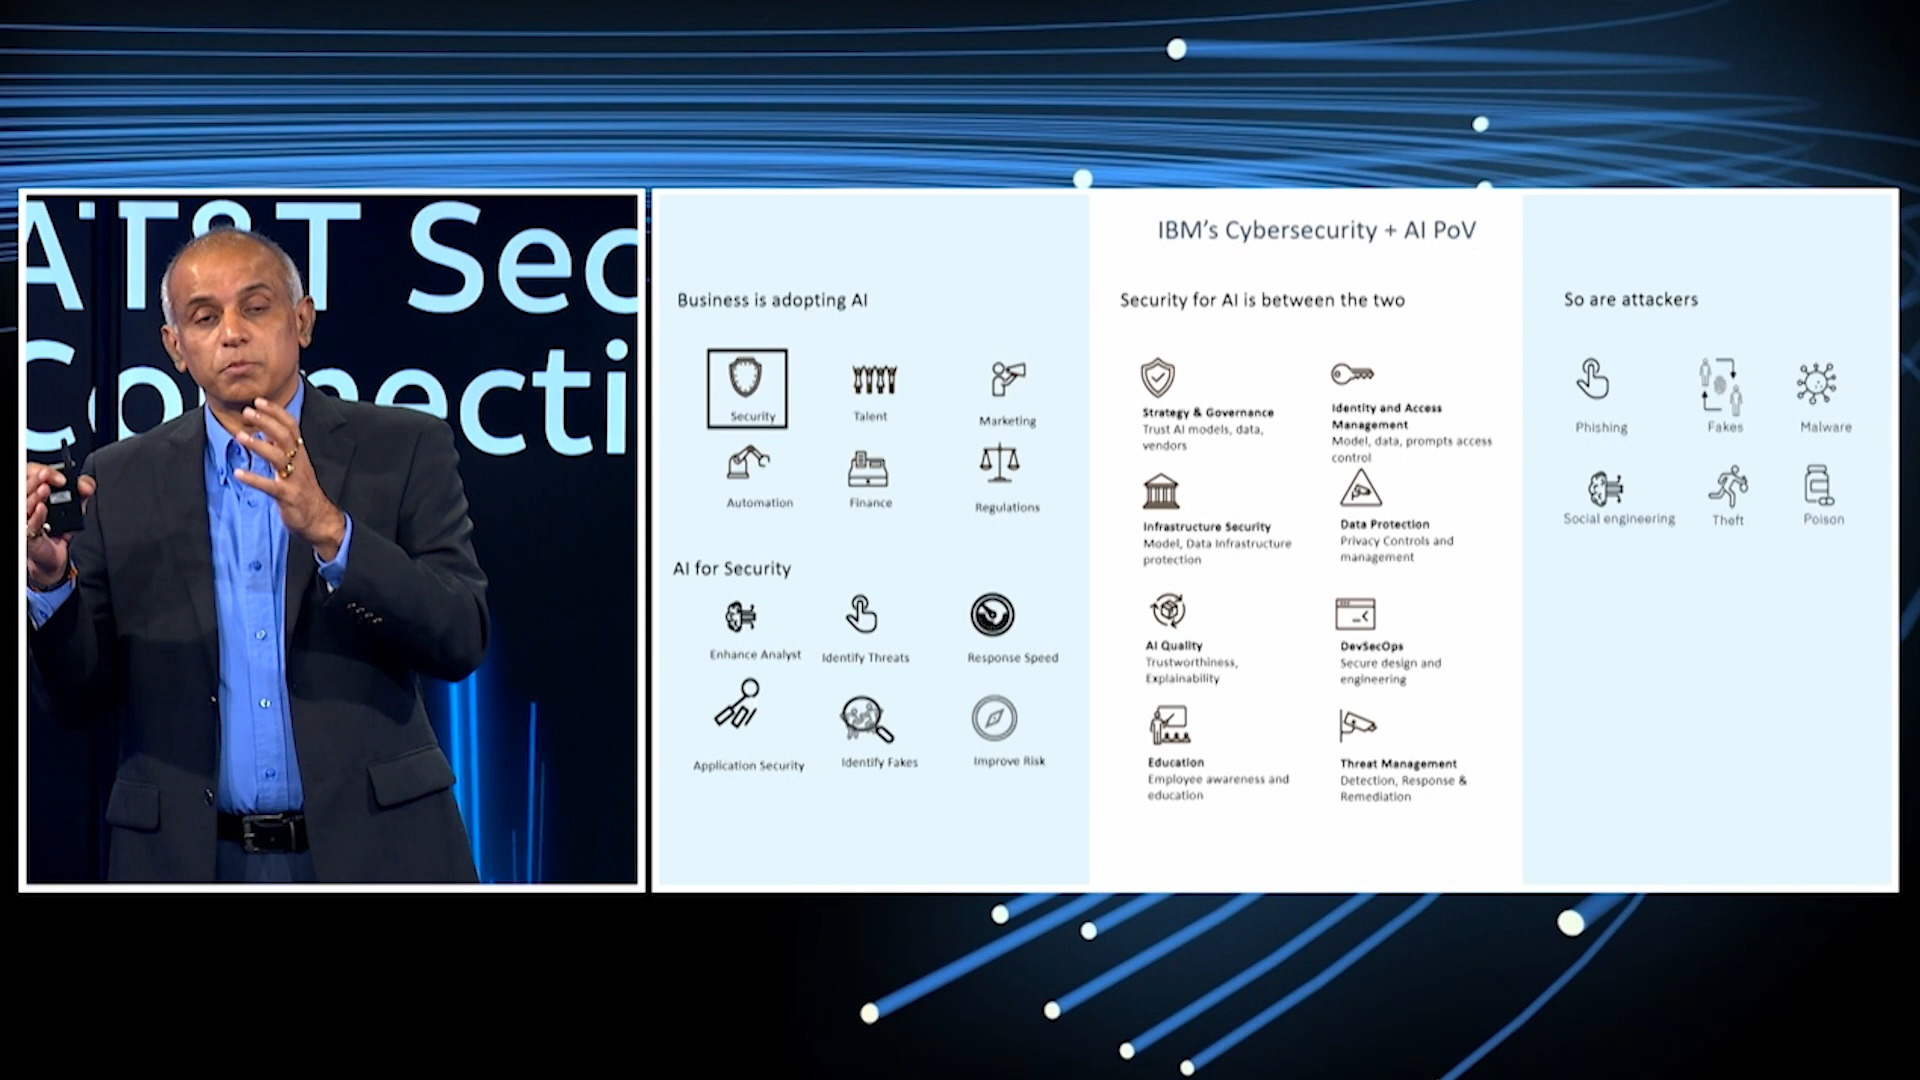 AT&T Sec
Connecti
IBM's Cybersecurity + AI PoV
Business is adopting AI
Security
Talent
Marketing
Automation
Finance
Regulations
AI for Security
Enhance Analyst
Identify Threats
Response Speed
Application Security
Identify Fakes
Improve Risk
Security for AI is between the two
Strategy & Governance
Trust AI models, data,
vendors
Identity and Access
Management
Model, data, prompts access
control
Infrastructure Security
Model, Data Infrastructure
protection
Data Protection
Privacy Controls and
management
AI Quality
Trustworthiness,
Explainability
DevSecOps
Secure design and
engineering
Education
Employee awareness and
education
Threat Management
Detection, Response &
Remediation
So are attackers
Phishing
Fakes
Malware
Social engineering
Theft
Poison